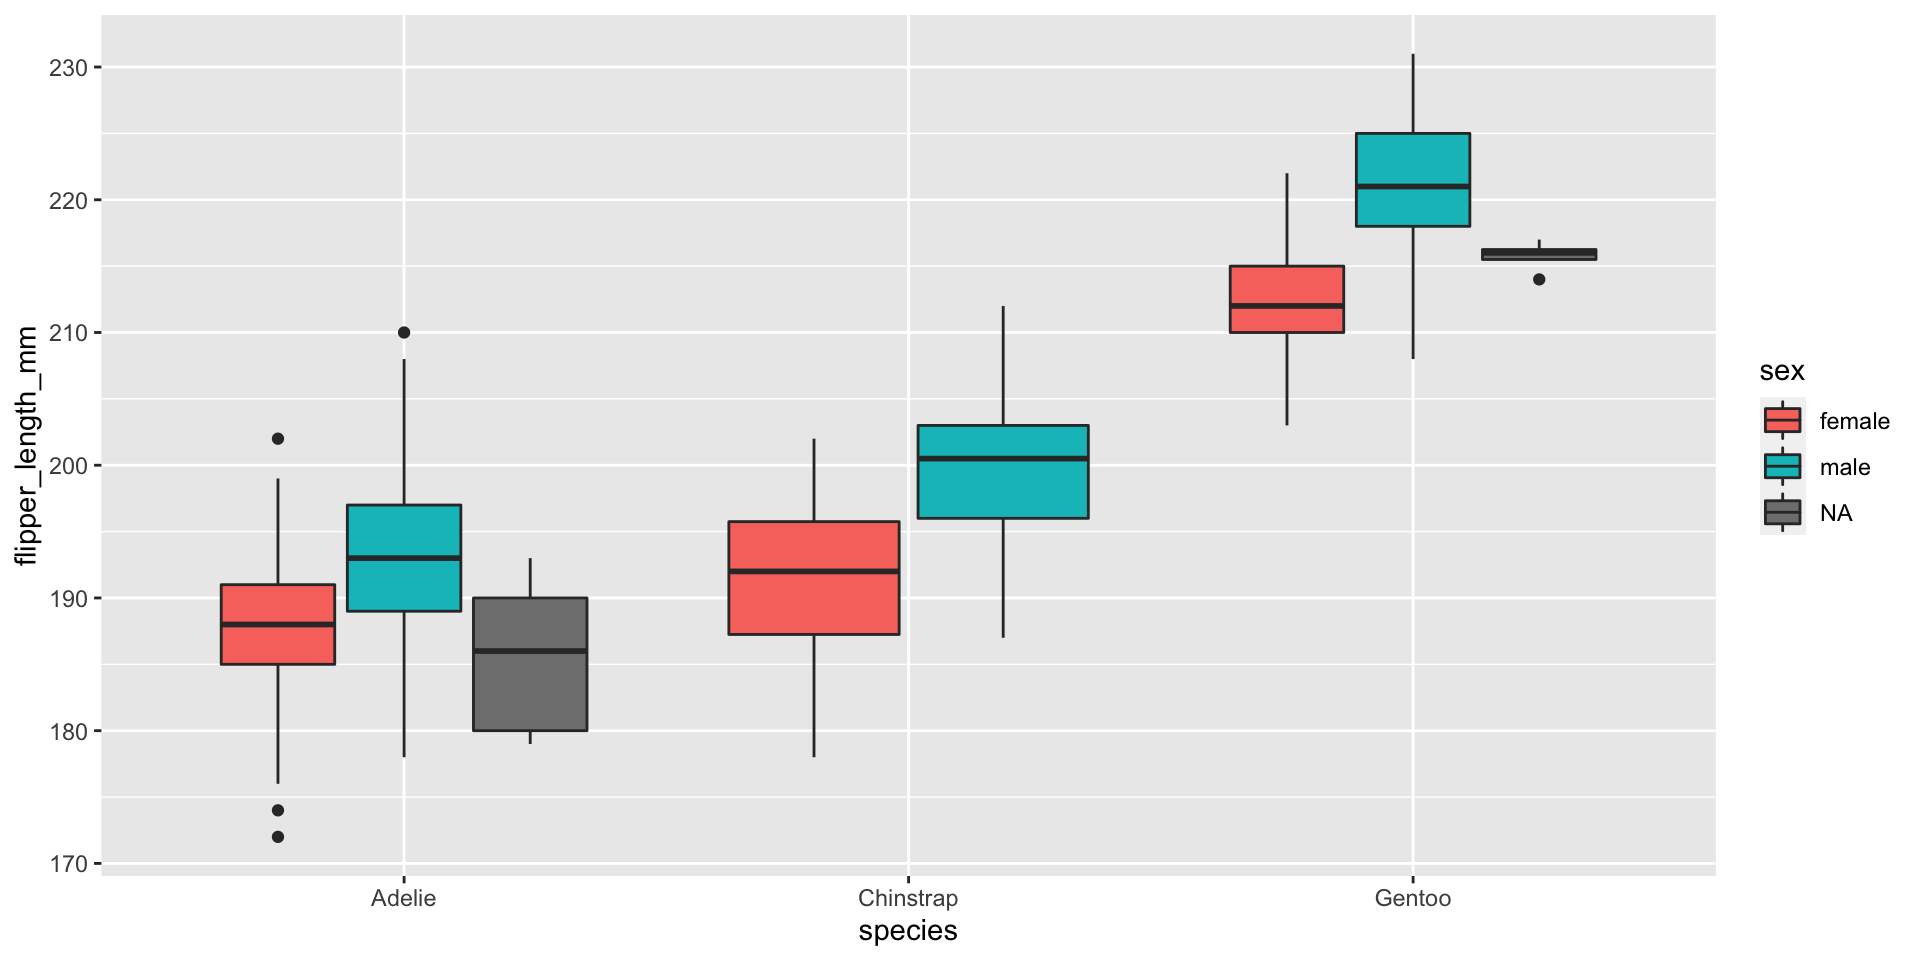 230
220
210
200
190
180
170
flipper_length_mm
Adelie Chinstrap Gentoo
species
sex
female
male
NA